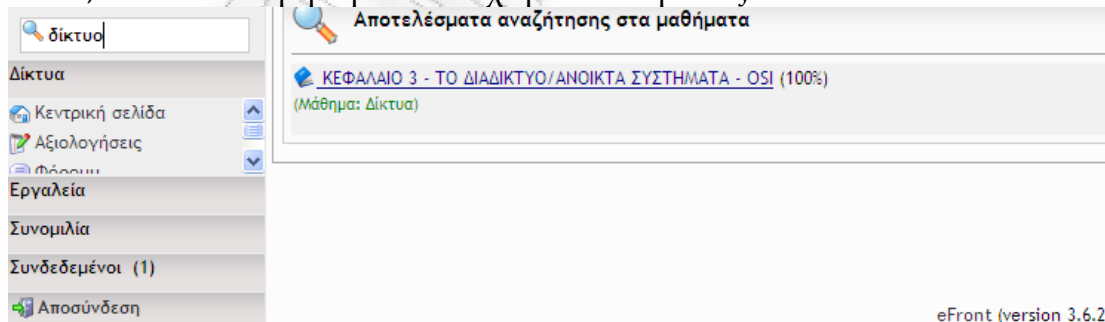 Αποτελέσματα αναζήτησης στα μαθήματα
δίκτυο
Δίκτυα
ΚΕΦΑΛΑΙΟ 3 - ΤΟ ΔΙΑΔΙΚΤΥΟ/ΑΝΟΙΚΤΑ ΣΥΣΤΗΜΑΤΑ - OSI (100%)
(Μάθημα: Δίκτυα)
Κεντρική σελίδα
Αξιολογήσεις
Εργαλεία
Συνομιλία
Συνδεδεμένοι (1)
Αποσύνδεση
eFront (version 3.6.2